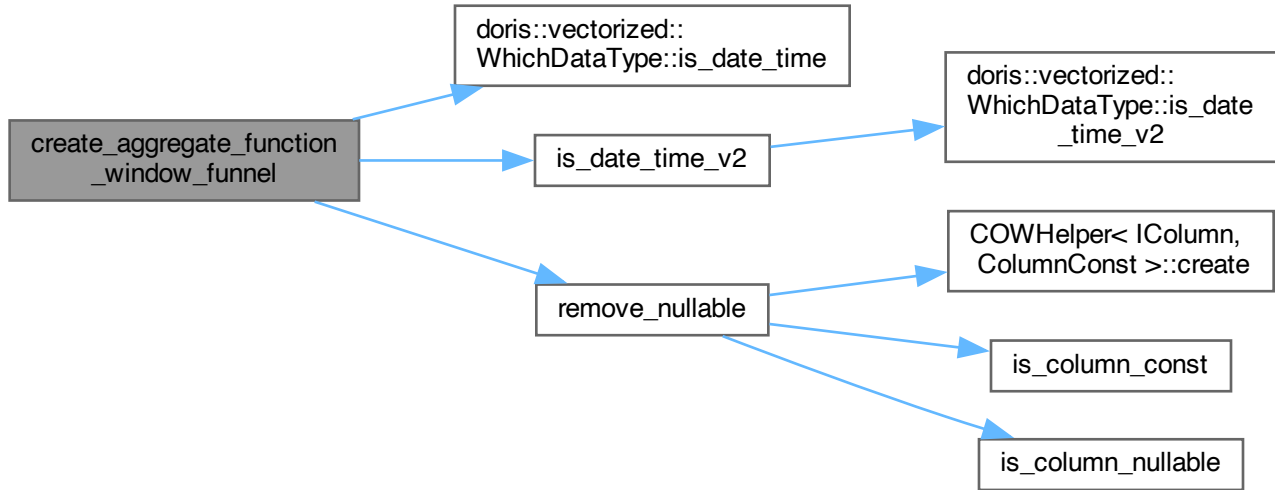 create_aggregate_function
_window_funnel
doris::vectorized::
WhichDataType::is_date_time
is_date_time_v2
doris::vectorized::
WhichDataType::is_date
_time_v2
remove_nullable
COWHelper< IColumn,
ColumnConst >::create
is_column_const
is_column_nullable